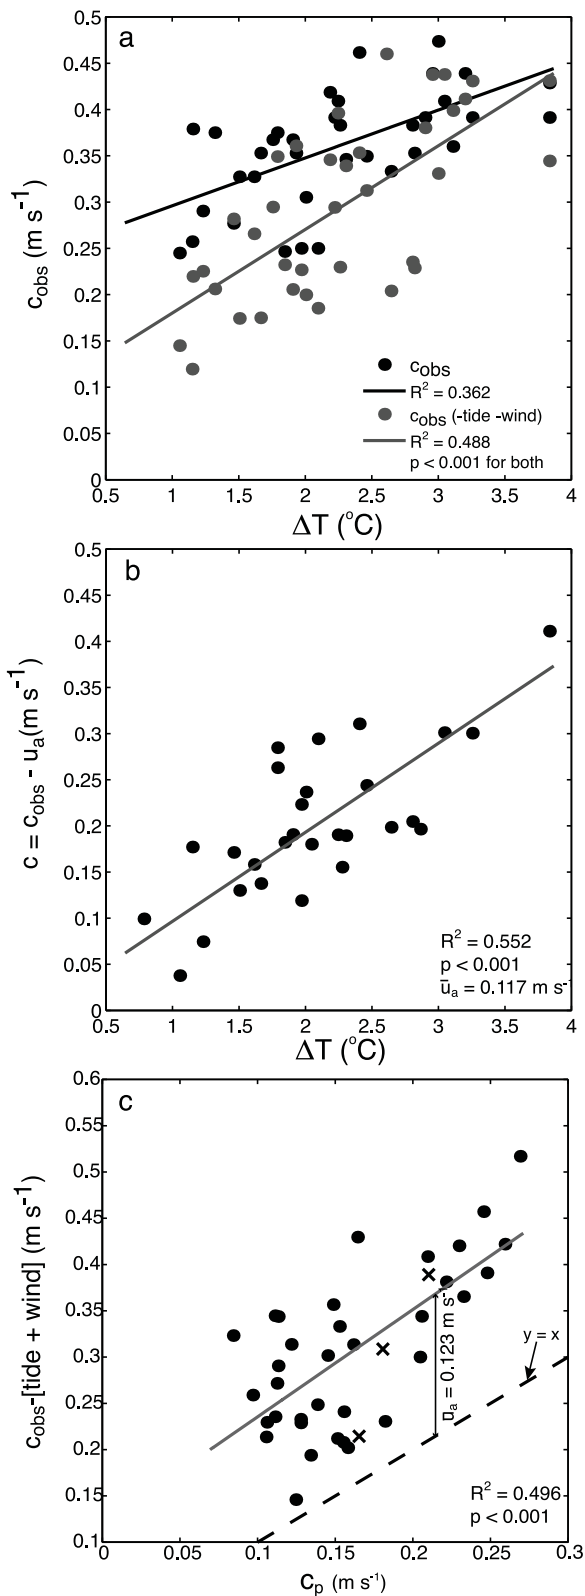 a
0.5
0.45
0.4
0.35
0.3
0.25
0.2
0.15
0.1
0.05
0
c_obs (m s⁻¹)
c_obs
R² = 0.362
c_obs (-tide -wind)
R² = 0.488
p < 0.001 for both
0.5 1 1.5 2 2.5 3 3.5 4
ΔT (°C)
b
0.5
0.45
0.4
0.35
0.3
0.25
0.2
0.15
0.1
0.05
0
c = c_obs - u_a(m s⁻¹)
R² = 0.552
p < 0.001
ū_a = 0.117 m s⁻¹
0.5 1 1.5 2 2.5 3 3.5 4
ΔT (°C)
c
0.6
0.55
0.5
0.45
0.4
0.35
0.3
0.25
0.2
0.15
0.1
c_obs-[tide + wind] (m s⁻¹)
ū_a = 0.123 m s⁻¹
y = x
R² = 0.496
p < 0.001
0 0.05 0.1 0.15 0.2 0.25 0.3
c_p (m s⁻¹)